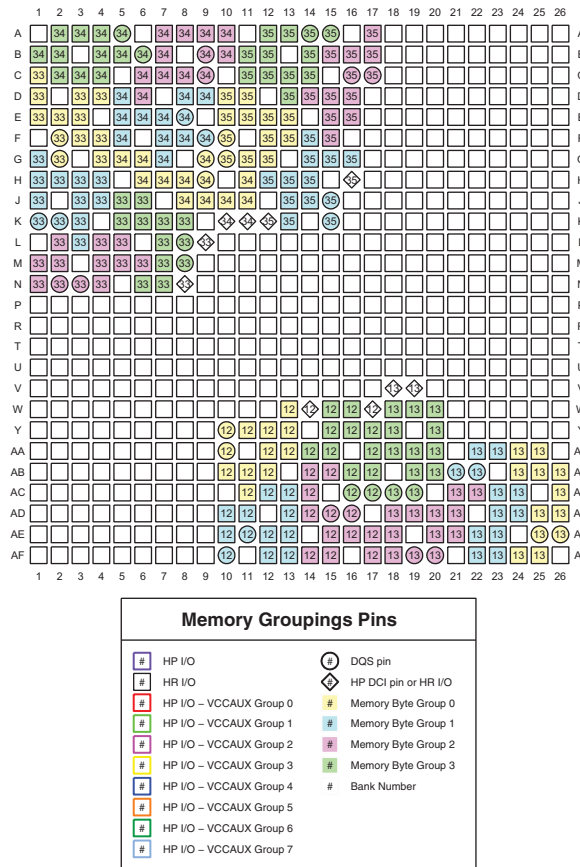 1 2 3 4 5 6 7 8 9 10 11 12 13 14 15 16 17 18 19 20 21 22 23 24 25 26
A 34 34 34 34 34 34 34 34 35 35 35 35 35
B 34 34 34 34 34 34 34 34 35 35 35 35 35 35
C 33 34 34 34 34 34 34 34 35 35 35 35 35 35
D 33 33 33 34 34 34 34 35 35 35 35 35 35
E 33 33 33 34 34 34 34 35 35 35 35 35 35
F 33 33 33 34 34 34 34 35 35 35 35 35
G 33 33 33 34 34 34 34 35 35 35 35 35 35
H 33 33 33 33 34 34 34 34 34 35 35 35 35
J 33 33 33 33 33 34 34 34 34 35 35 35
K 33 33 33 33 33 33 33 34 34 35 35 35
L 33 33 33 33 33 33 33
M 33 33 33 33 33 33 33
N 33 33 33 33 33 33 33
P
R
T
U
V 13 13
W 12 12 12 12 12 13 13 13
Y 12 12 12 12 12 12 12 13 13
AA 12 12 12 12 12 13 13 13 13 13 13 13 13
AB 12 12 12 12 12 12 12 13 13 13 13 13 13 13
AC 12 12 12 12 12 12 13 13 13 13 13 13 13
AD 12 12 12 12 12 12 13 13 13 13 13 13 13 13
AE 12 12 12 12 12 12 12 12 13 13 13 13 13 13
AF 12 12 12 12 12 13 13 13 13 13 13 13 13
1 2 3 4 5 6 7 8 9 10 11 12 13 14 15 16 17 18 19 20 21 22 23 24 25 26
Memory Groupings Pins
# HP I/O
# HR I/O
# HP I/O – VCCAUX Group 0
# HP I/O – VCCAUX Group 1
# HP I/O – VCCAUX Group 2
# HP I/O – VCCAUX Group 3
# HP I/O – VCCAUX Group 4
# HP I/O – VCCAUX Group 5
# HP I/O – VCCAUX Group 6
# HP I/O – VCCAUX Group 7
# DQS pin
# HP DCI pin or HR I/O
# Memory Byte Group 0
# Memory Byte Group 1
# Memory Byte Group 2
# Memory Byte Group 3
# Bank Number